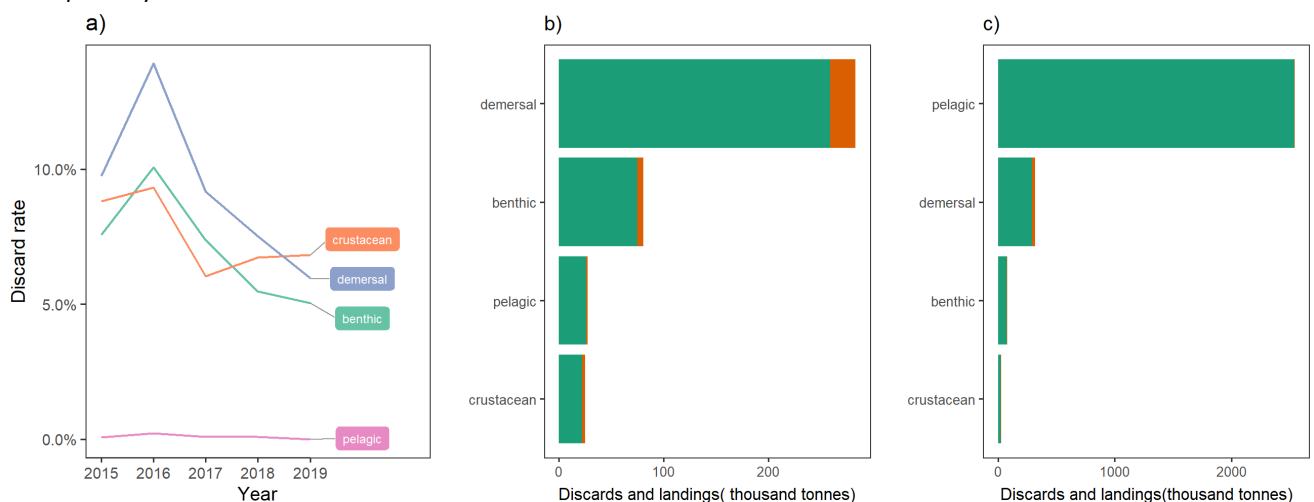 a)
10.0%
5.0%
0.0%
Discard rate
crustacean
demersal
benthic
pelagic
2015 2016 2017 2018 2019
Year
b)
demersal
benthic
pelagic
crustacean
0 100 200
Discards and landings( thousand tonnes)
c)
pelagic
demersal
benthic
crustacean
0 1000 2000
Discards and landings( thousand tonnes)